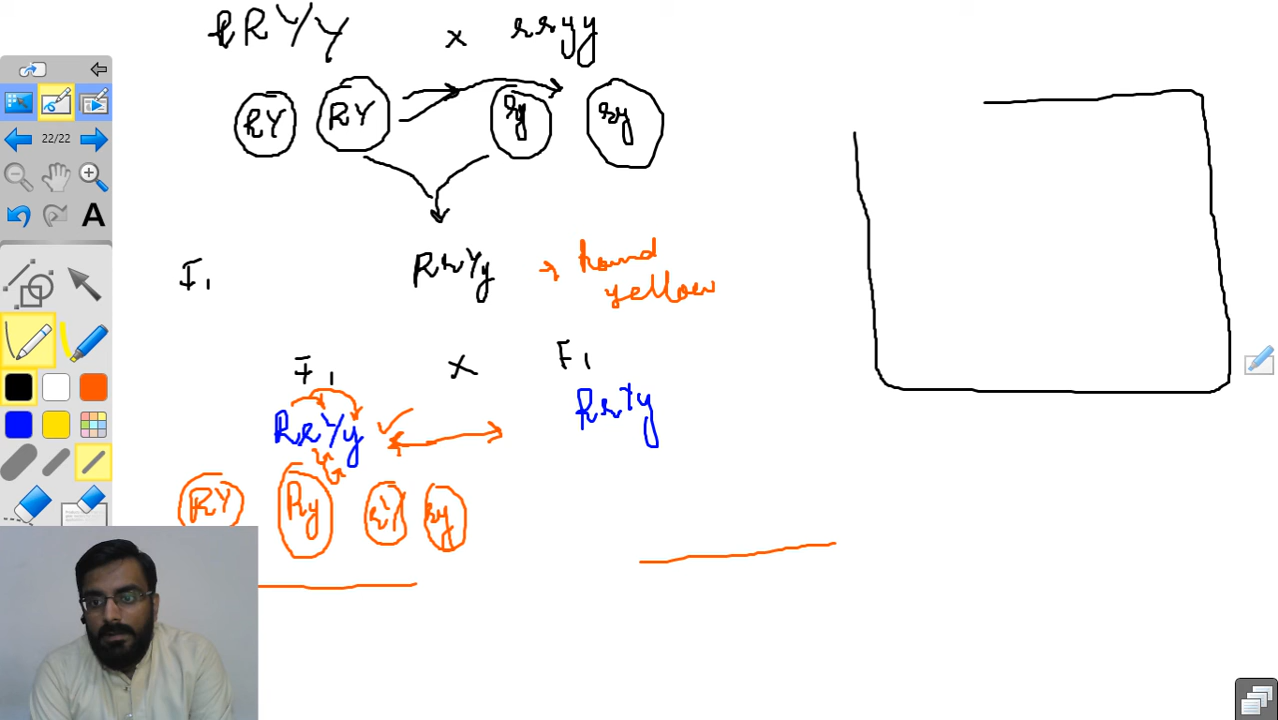 RRYY × rryy
RY RY ry ry
F1 RrYy → Round
yellow
F1 × F1
RrYy RrYy
RY Ry rY ry
22/22
A